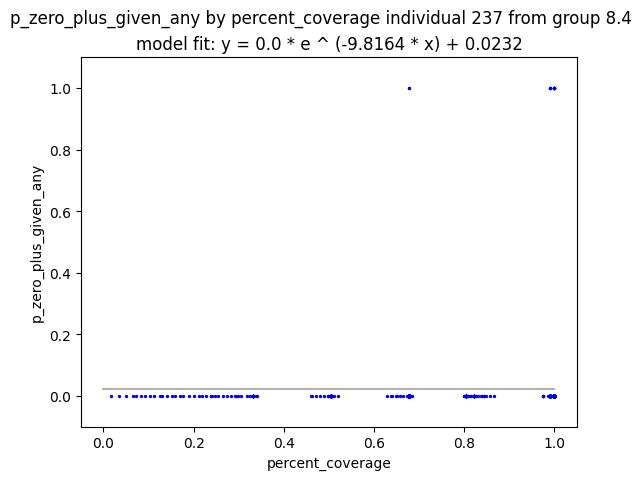 p_zero_plus_given_any by percent_coverage individual 237 from group 8.4
model fit: y = 0.0 * e ^ (-9.8164 * x) + 0.0232
p_zero_plus_given_any
1.0
0.8
0.6
0.4
0.2
0.0
0.0 0.2 0.4 0.6 0.8 1.0
percent_coverage